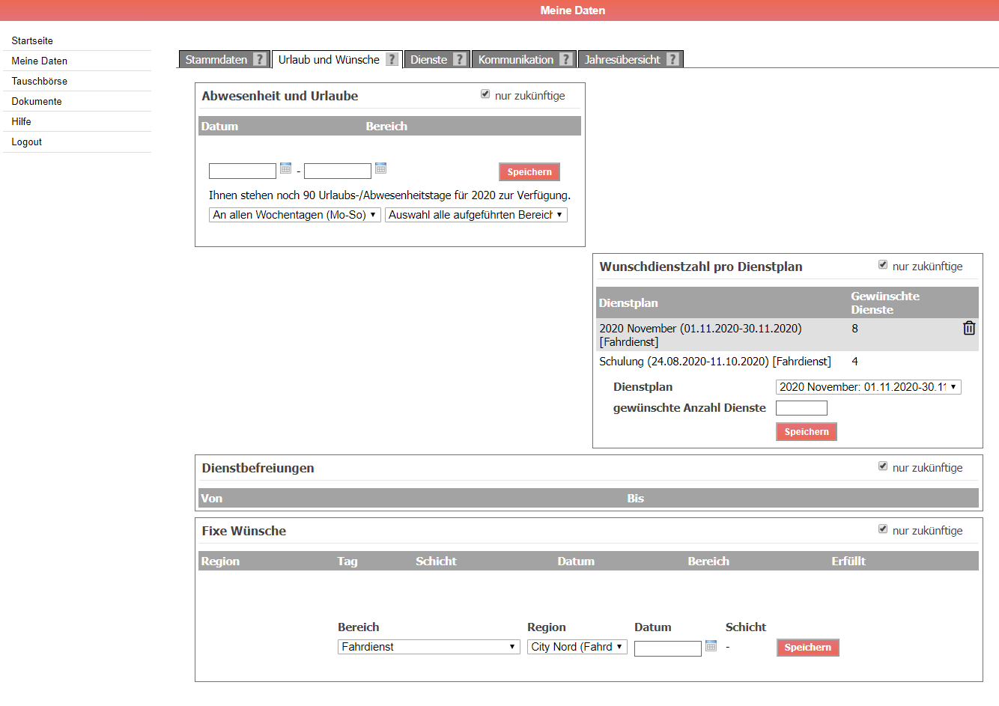 Meine Daten
Startseite
Meine Daten
Tauschbörse
Dokumente
Hilfe
Logout
Stammdaten ? Urlaub und Wünsche ? Dienste ? Kommunikation ? Jahresübersicht ?
Abwesenheit und Urlaube nur zukünftige
Datum Bereich
- Speichern
Ihnen stehen noch 90 Urlaubs-/Abwesenheitstage für 2020 zur Verfügung.
An allen Wochentagen (Mo-So) Auswahl alle aufgeführten Bereich
Wunschdienstzahl pro Dienstplan nur zukünftige
Dienstplan Gewünschte Dienste
2020 November (01.11.2020-30.11.2020) 8
[Fahrdienst]
Schulung (24.08.2020-11.10.2020) [Fahrdienst] 4
Dienstplan 2020 November: 01.11.2020-30.11
gewünschte Anzahl Dienste
Speichern
Dienstbefreiungen nur zukünftige
Von Bis
Fixe Wünsche nur zukünftige
Region Tag Schicht Datum Bereich Erfüllt
Bereich Region Datum Schicht
Fahrdienst City Nord (Fahrd - Speichern